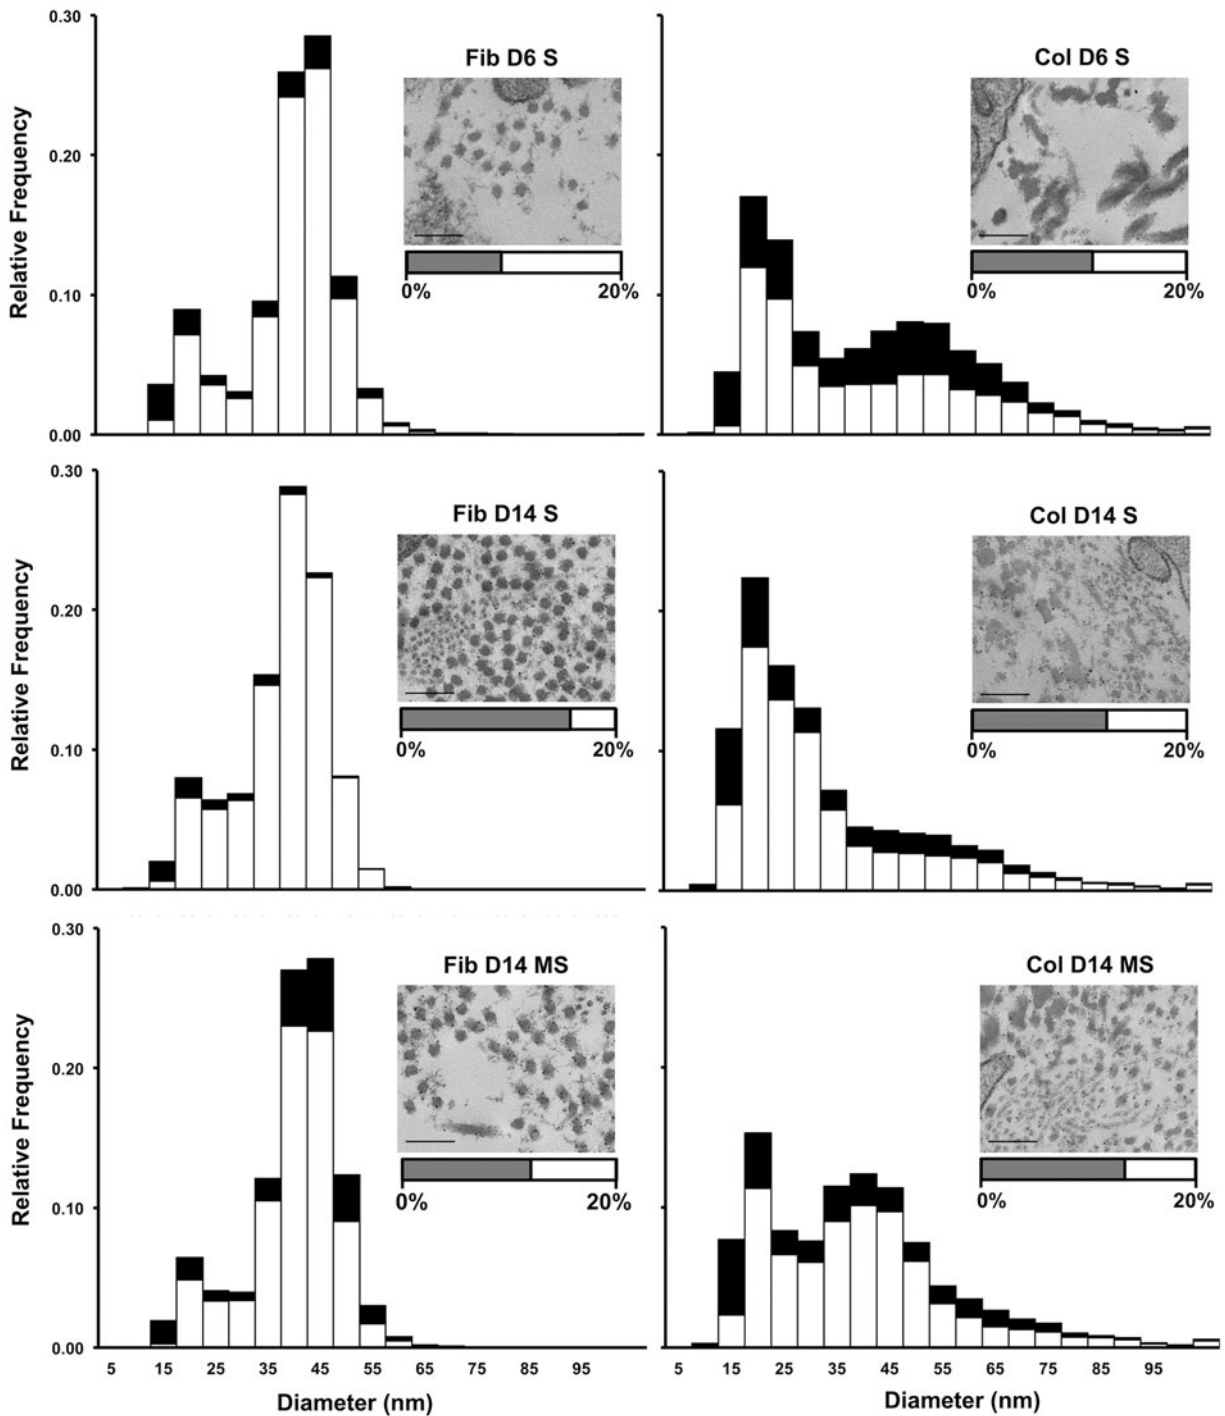 0.30
Fib D6 S
Col D6 S
0.20
Relative Frequency
0% 20%
0% 20%
0.10
0.00
0.30
Fib D14 S
Col D14 S
0.20
Relative Frequency
0% 20%
0% 20%
0.10
0.00
0.30
Fib D14 MS
Col D14 MS
0.20
Relative Frequency
0% 20%
0% 20%
0.10
0.00
5 15 25 35 45 55 65 75 85 95
5 15 25 35 45 55 65 75 85 95
Diameter (nm)
Diameter (nm)